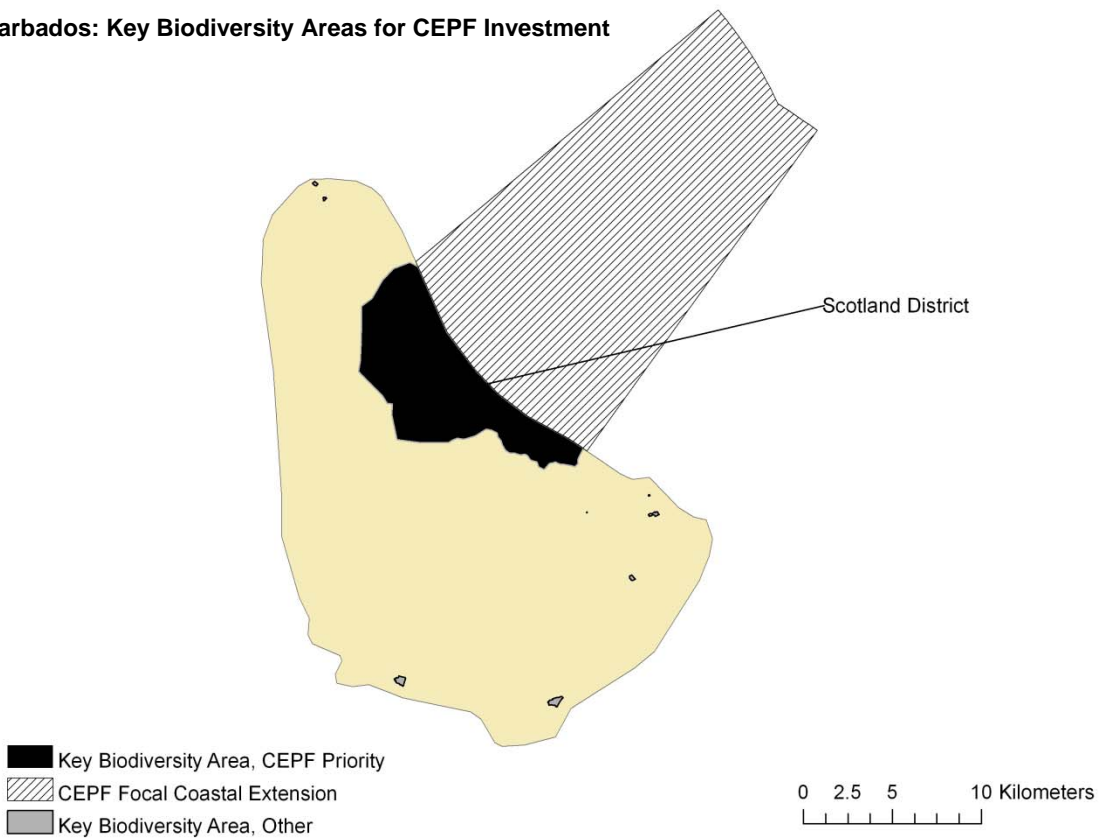 arbados: Key Biodiversity Areas for CEPF Investment
Scotland District
Key Biodiversity Area, CEPF Priority
CEPF Focal Coastal Extension
Key Biodiversity Area, Other
0 2.5 5 10 Kilometers